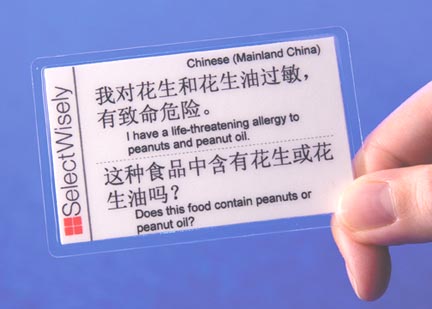 Chinese (Mainland China)
我对花生和花生油过敏，
有致命危险。
I have a life-threatening allergy to
peanuts and peanut oil.
这种食品中含有花生或花
生油吗？
Does this food contain peanuts or
peanut oil?
SelectWisely